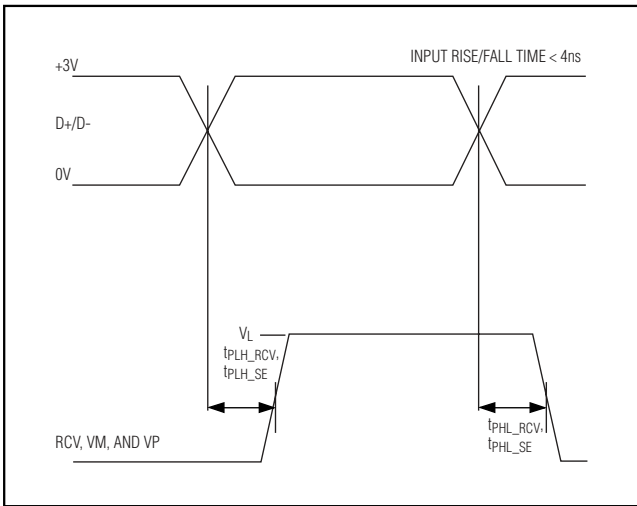 +3V
INPUT RISE/FALL TIME < 4ns
D+/D-
0V
VL
tPLH_RCV,
tPLH_SE
tPHL_RCV,
tPHL_SE
RCV, VM, AND VP